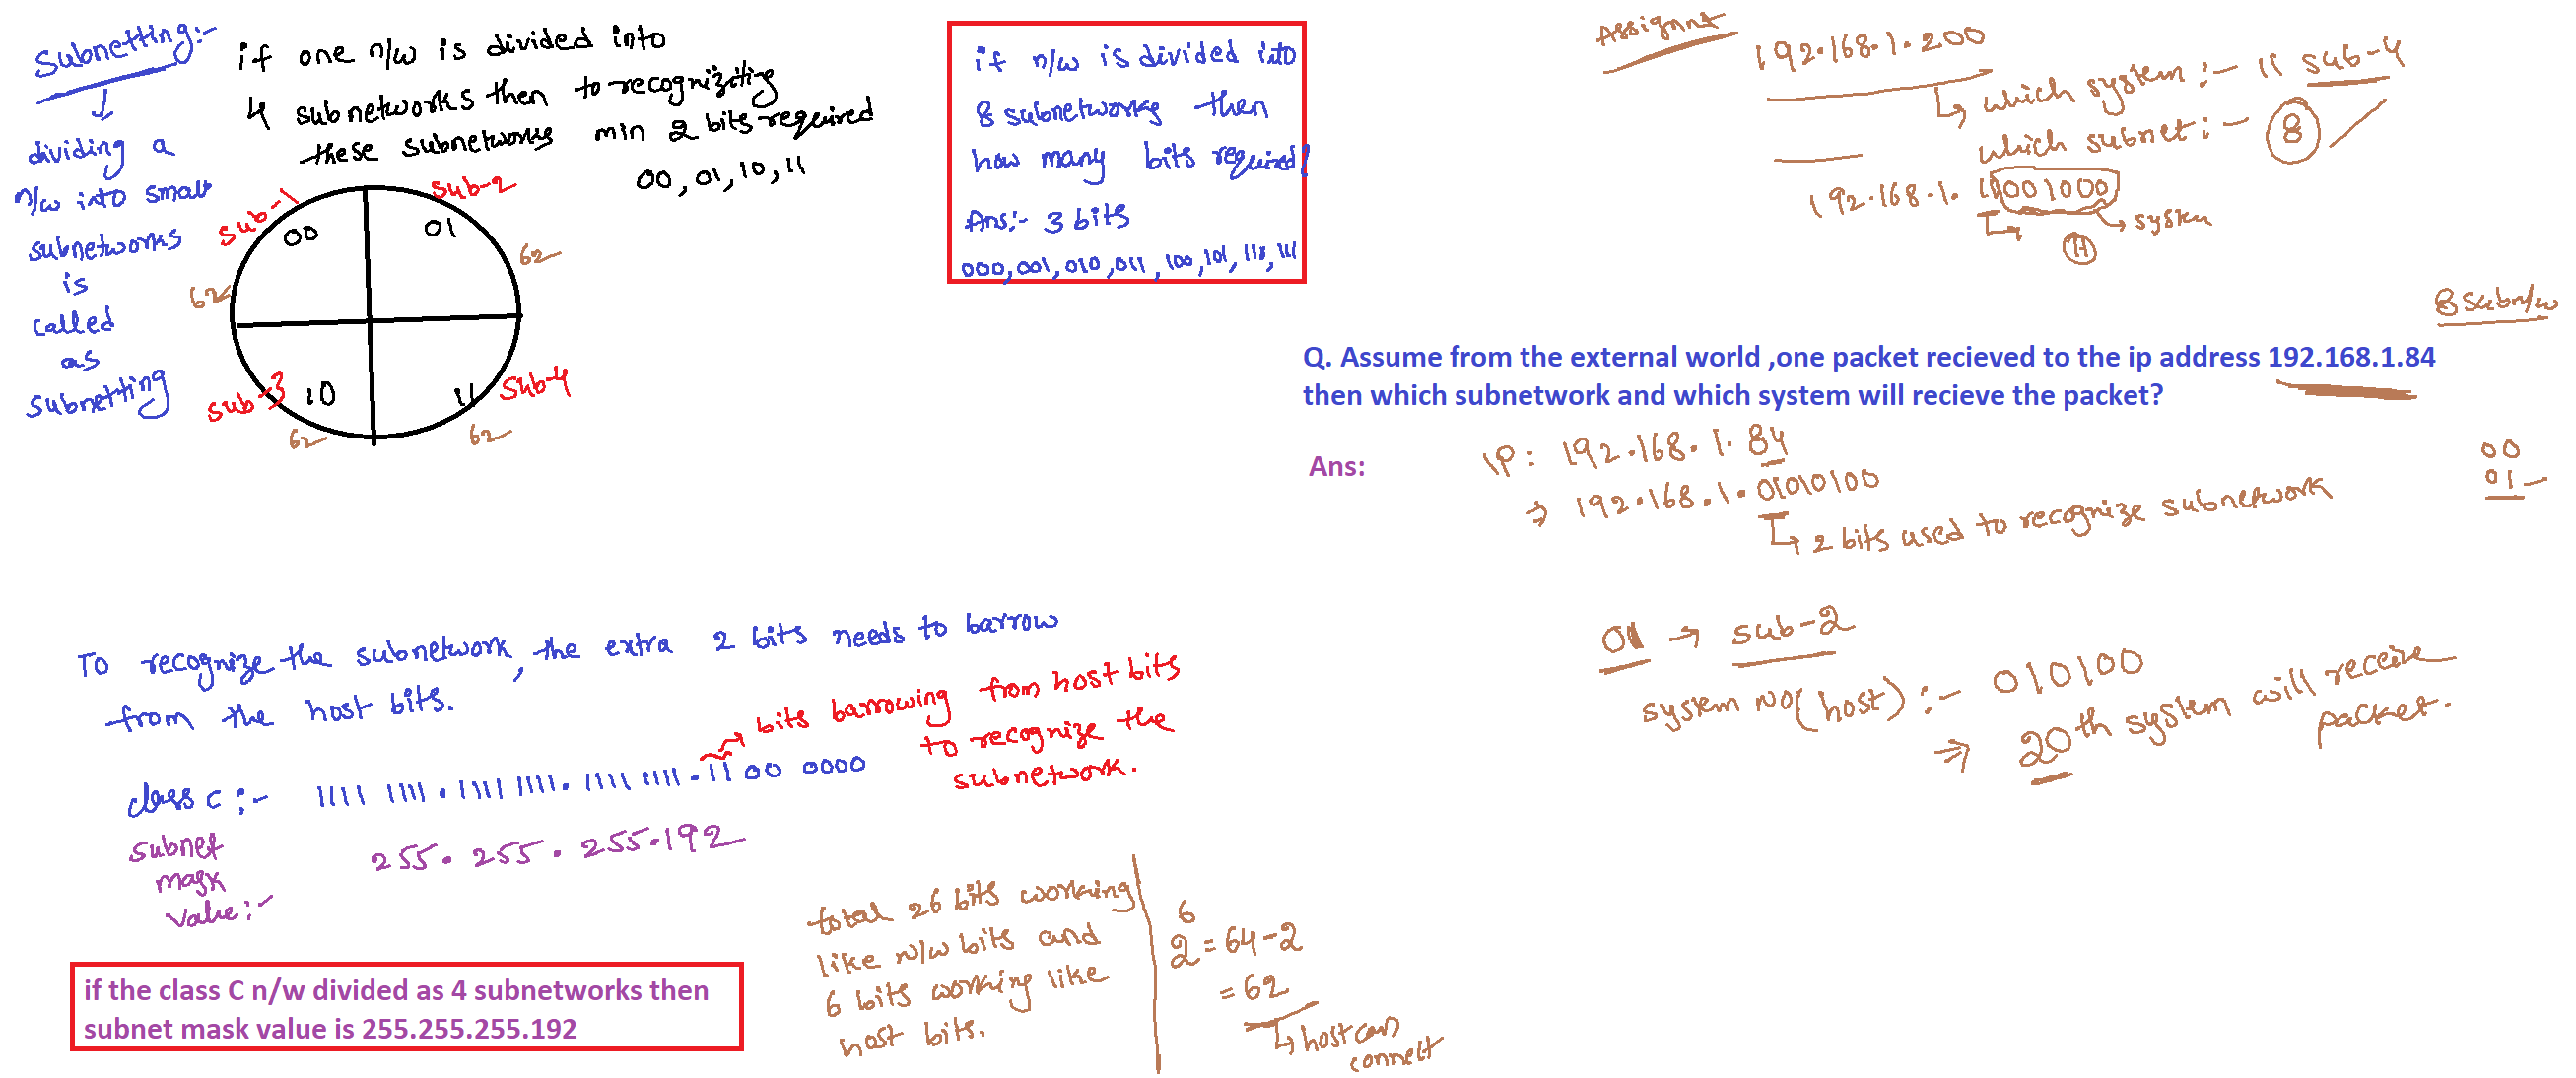 Subnetting:-
dividing a
n/w into small
subnetworks
is
called
as
subnetting
if one n/w is divided into
4 subnetworks then to recogniziting
these subnetworks min 2 bits required
00, 01, 10, 11
sub-1
sub-2
00
01
62
62
sub-3
10
11
sub-4
62
62
if n/w is divided into
8 subnetworks then
how many bits required?
Ans:- 3 bits
000, 001, 010, 011, 100, 101, 110, 111
Assignmt
192.168.1.200
which system :- 11 sub-4
which subnet :- 8
192.168.1. 11001000
system
11
8 subn/w
Q. Assume from the external world ,one packet recieved to the ip address 192.168.1.84
then which subnetwork and which system will recieve the packet?
Ans:
IP: 192.168.1.84
⇒ 192.168.1.01010100
2 bits used to recognize subnetwork
00
01
01 → sub-2
system NO(host) :- 010100
⇒ 20th system will receive
packet.
To recognize the subnetwork, the extra 2 bits needs to barrow
from the host bits.
bits barrowing from host bits
to recognize the
subnetwork.
class c :- 1111 1111 . 1111 1111 . 1111 1111 . 1100 0000
subnet
mask
value :-
255. 255. 255.192
if the class C n/w divided as 4 subnetworks then
subnet mask value is 255.255.255.192
total 26 bits working
like n/w bits and
6 bits working like
host bits.
2⁶ = 64-2
= 62
host can
connect